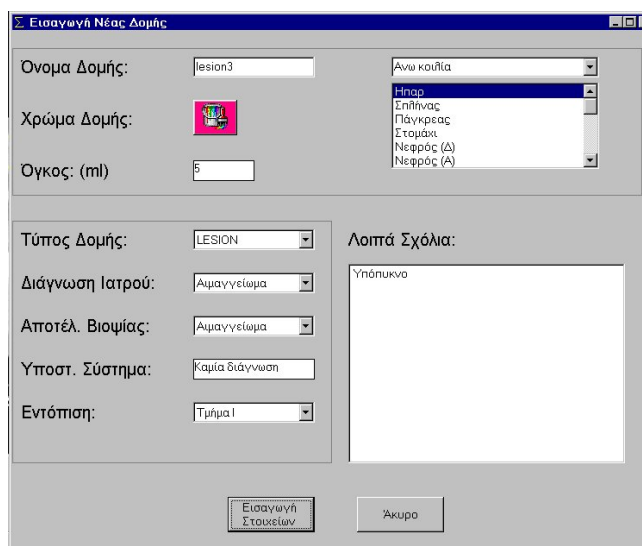 Σ Εισαγωγή Νέας Δομής
Όνομα Δομής: lesion3 Ανω κοιλία
Χρώμα Δομής:
Ηπαρ
Σπλήνας
Πάγκρεας
Στομάχι
Νεφρός (Δ)
Νεφρός (Α)
Όγκος: (ml) 5
Τύπος Δομής: LESION
Διάγνωση Ιατρού: Αιμαγγείωμα
Αποτέλ. Βιοψίας: Αιμαγγείωμα
Υποστ. Σύστημα: Καμία διάγνωση
Εντόπιση: Τμήμα I
Λοιπά Σχόλια:
Υπόπυκνο
Εισαγωγή
Στοιχείων
Άκυρο